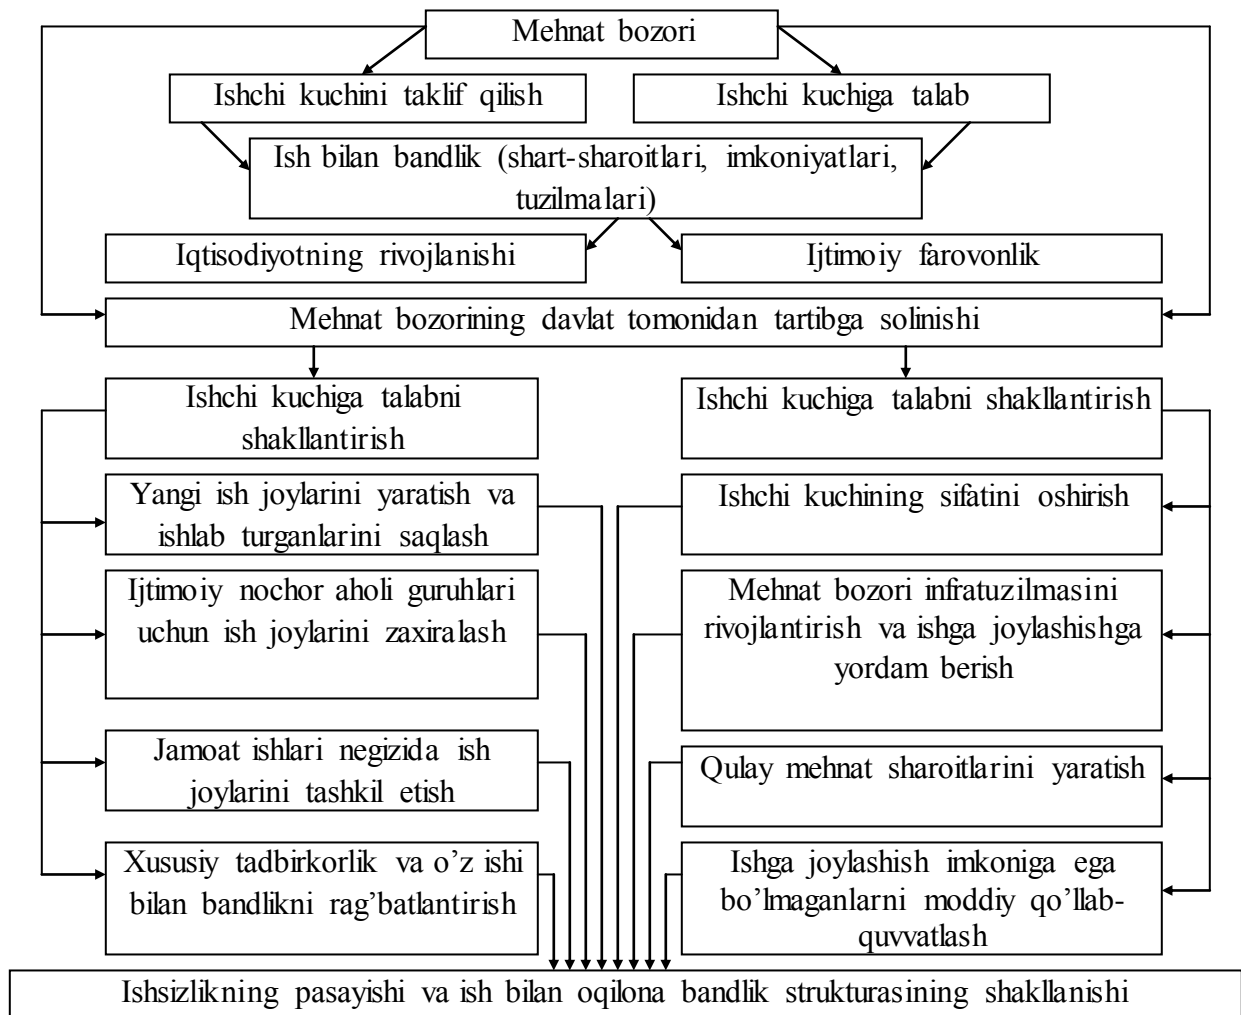 Mehnat bozori
Ishchi kuchini taklif qilish
Ishchi kuchiga talab
Ish bilan bandlik (shart-sharoitlari, imkoniyatlari,
tuzilmalari)
Iqtisodiyotning rivojlanishi
Ijtimoiy farovonlik
Mehnat bozorining davlat tomonidan tartibga solinishi
Ishchi kuchiga talabni
shakllantirish
Ishchi kuchiga talabni shakllantirish
Yangi ish joylarini yaratish va
ishlab turganlarini saqlash
Ishchi kuchining sifatini oshirish
Ijtimoiy nochor aholi guruhlari
uchun ish joylarini zaxiralash
Mehnat bozori infratuzilmasini
rivojlantirish va ishga joylashishga
yordam berish
Jamoat ishlari negizida ish
joylarini tashkil etish
Qulay mehnat sharoitlarini yaratish
Xususiy tadbirkorlik va o’z ishi
bilan bandlikni rag’batlantirish
Ishga joylashish imkoniga ega
bo’lmaganlarni moddiy qo’llab-
quvvatlash
Ishsizlikning pasayishi va ish bilan oqilona bandlik strukturasining shakllanishi